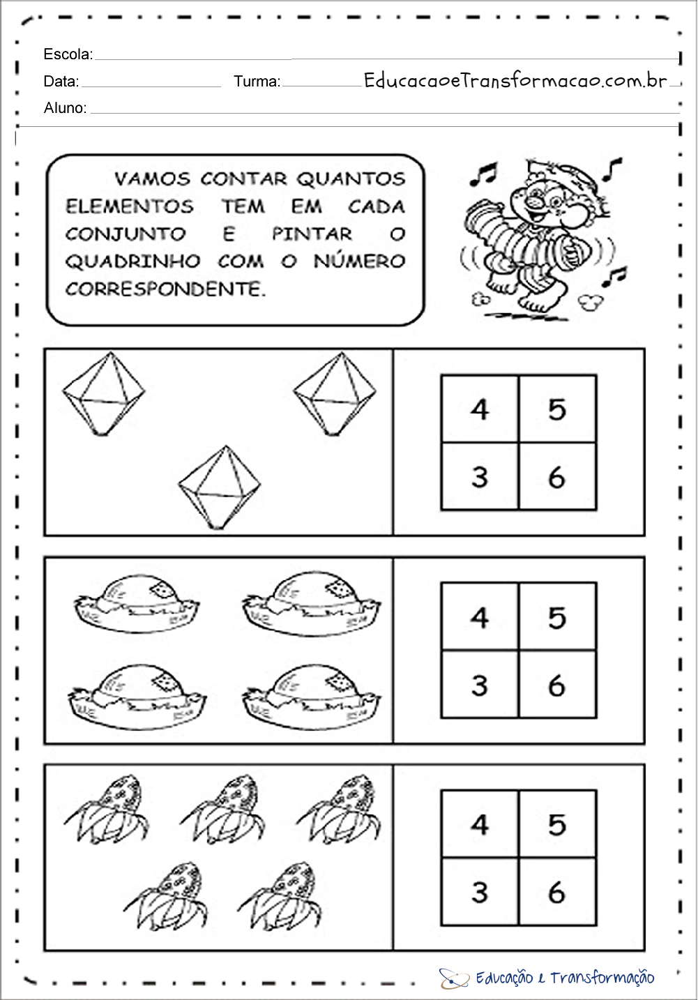 Escola:
Data: Turma: EducacaoeTransformacao.com.br
Aluno:
VAMOS CONTAR QUANTOS
ELEMENTOS TEM EM CADA
CONJUNTO E PINTAR O
QUADRINHO COM O NÚMERO
CORRESPONDENTE.
4 5
3 6
4 5
3 6
4 5
3 6
Educação e Transformação